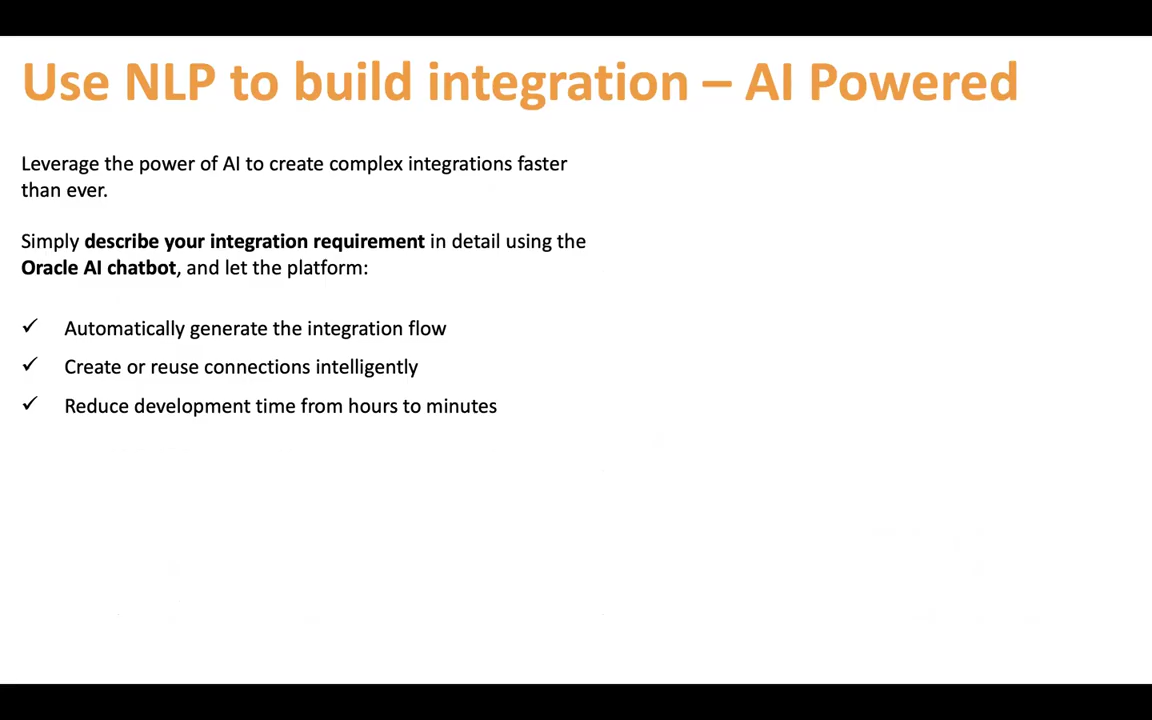 Use NLP to build integration – AI Powered
Leverage the power of AI to create complex integrations faster
than ever.
Simply describe your integration requirement in detail using the
Oracle AI chatbot, and let the platform:
✓ Automatically generate the integration flow
✓ Create or reuse connections intelligently
✓ Reduce development time from hours to minutes